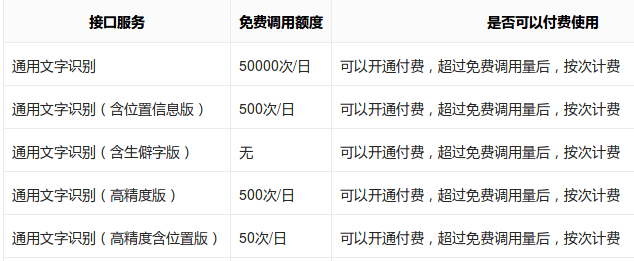 接口服务 免费调用额度 是否可以付费使用
通用文字识别 50000次/日 可以开通付费，超过免费调用量后，按次计费
通用文字识别（含位置信息版） 500次/日 可以开通付费，超过免费调用量后，按次计费
通用文字识别（含生僻字版） 无 可以开通付费，超过免费调用量后，按次计费
通用文字识别（高精度版） 500次/日 可以开通付费，超过免费调用量后，按次计费
通用文字识别（高精度含位置版） 50次/日 可以开通付费，超过免费调用量后，按次计费